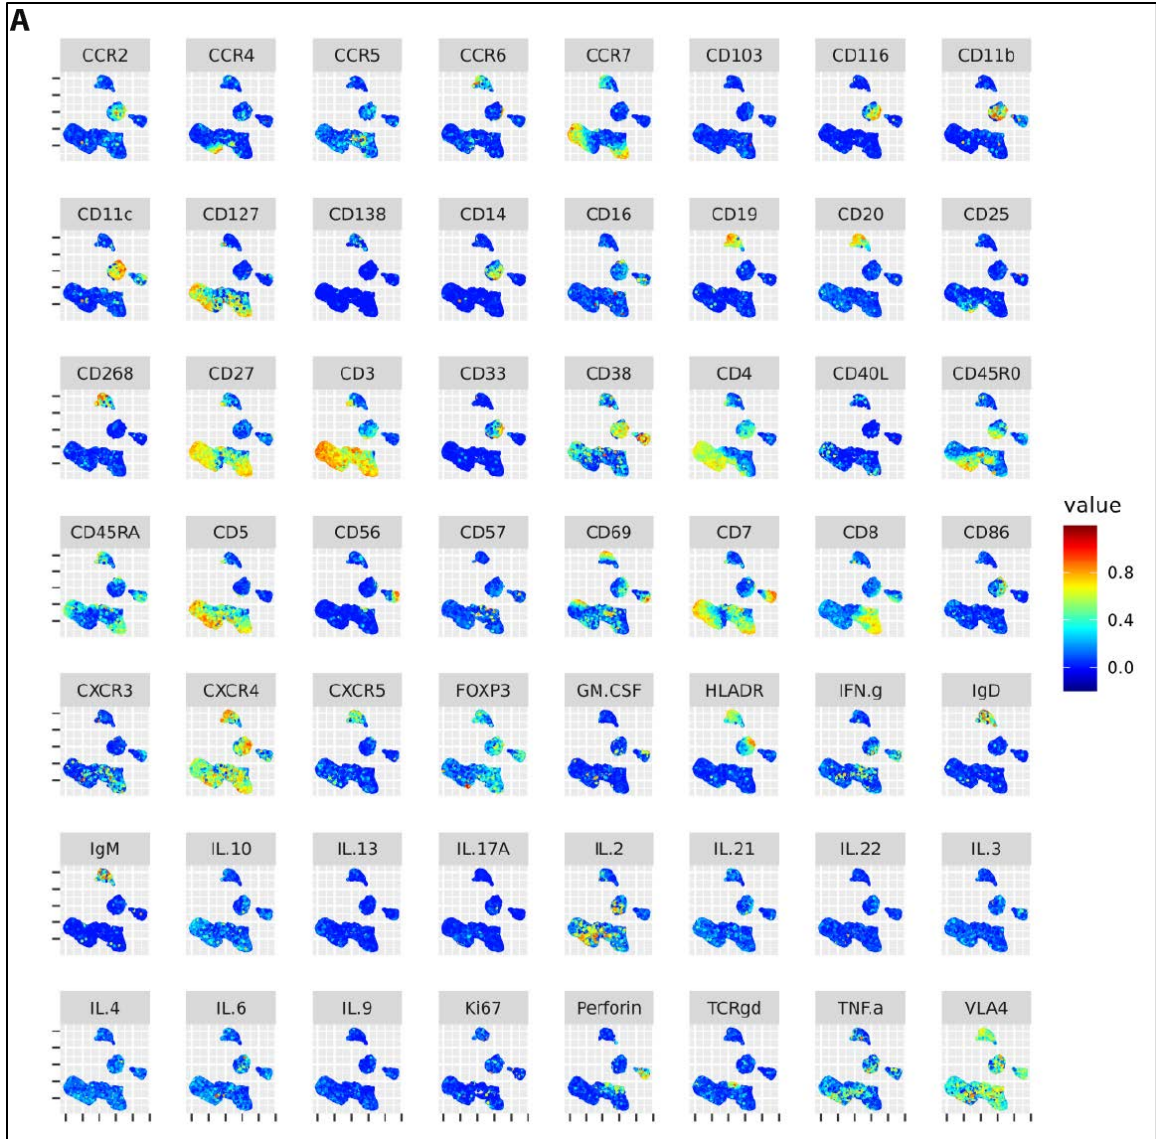 A
CCR2 CCR4 CCR5 CCR6 CCR7 CD103 CD116 CD11b
CD11c CD127 CD138 CD14 CD16 CD19 CD20 CD25
CD268 CD27 CD3 CD33 CD38 CD4 CD40L CD45R0
CD45RA CD5 CD56 CD57 CD69 CD7 CD8 CD86
value
0.8
0.4
0.0
CXCR3 CXCR4 CXCR5 FOXP3 GM.CSF HLADR IFN.g IgD
IgM IL.10 IL.13 IL.17A IL.2 IL.21 IL.22 IL.3
IL.4 IL.6 IL.9 Ki67 Perforin TCRgd TNF.a VLA4